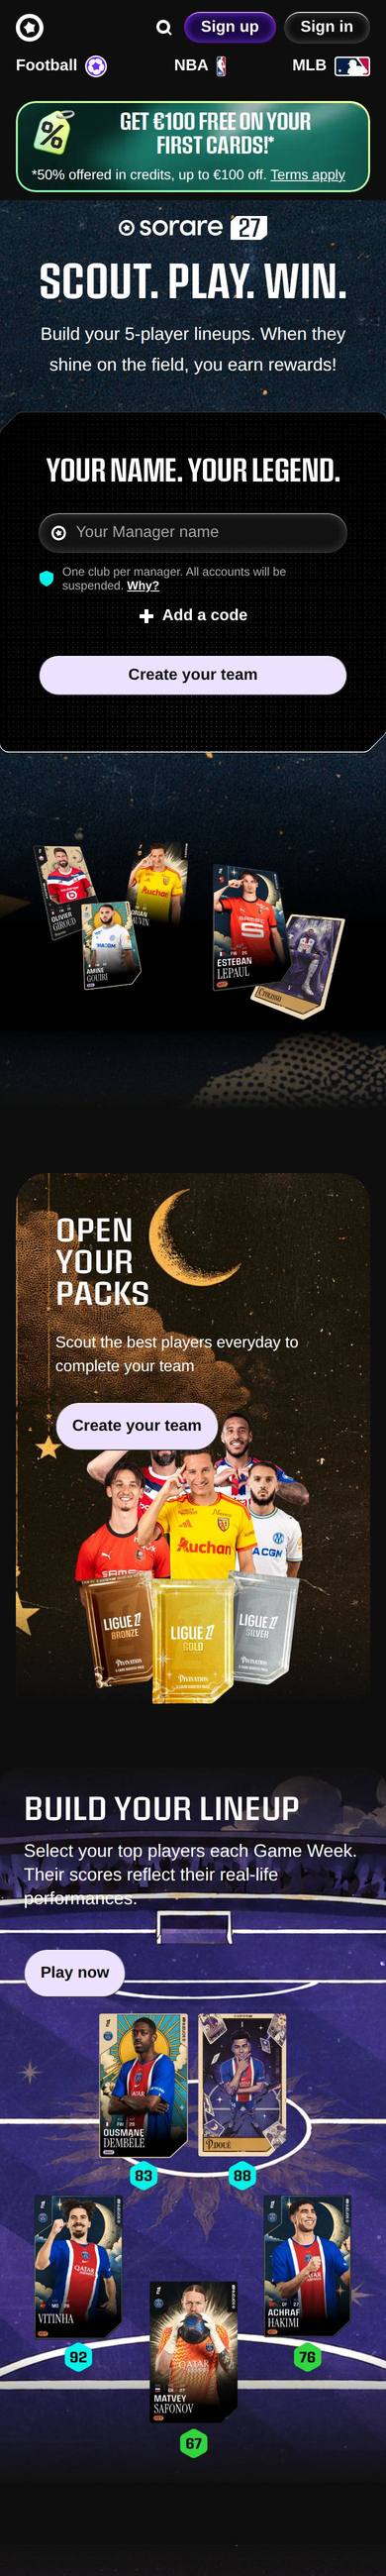 Sign up
Sign in
Football
NBA
MLB
GET €100 FREE ON YOUR
FIRST CARDS!*
*50% offered in credits, up to €100 off. Terms apply
sorare 27
SCOUT. PLAY. WIN.
Build your 5-player lineups. When they
shine on the field, you earn rewards!
YOUR NAME. YOUR LEGEND.
Your Manager name
One club per manager. All accounts will be
suspended. Why?
Add a code
Create your team
OLIVIER
GIROUD
AMINE
GOUIRI
Auchan
ESTEBAN
LEPAUL
OPEN
YOUR
PACKS
Scout the best players everyday to
complete your team
Create your team
Auchan
LIGUE 1
BRONZE
LIGUE 1
GOLD
LIGUE 1
SILVER
BUILD YOUR LINEUP
Select your top players each Game Week.
Their scores reflect their real-life
performances.
Play now
OUSMANE
DEMBÉLÉ
D.DOUÉ
83
88
VITINHA
ACHRAF
HAKIMI
92
76
MATVEY
SAFONOV
67